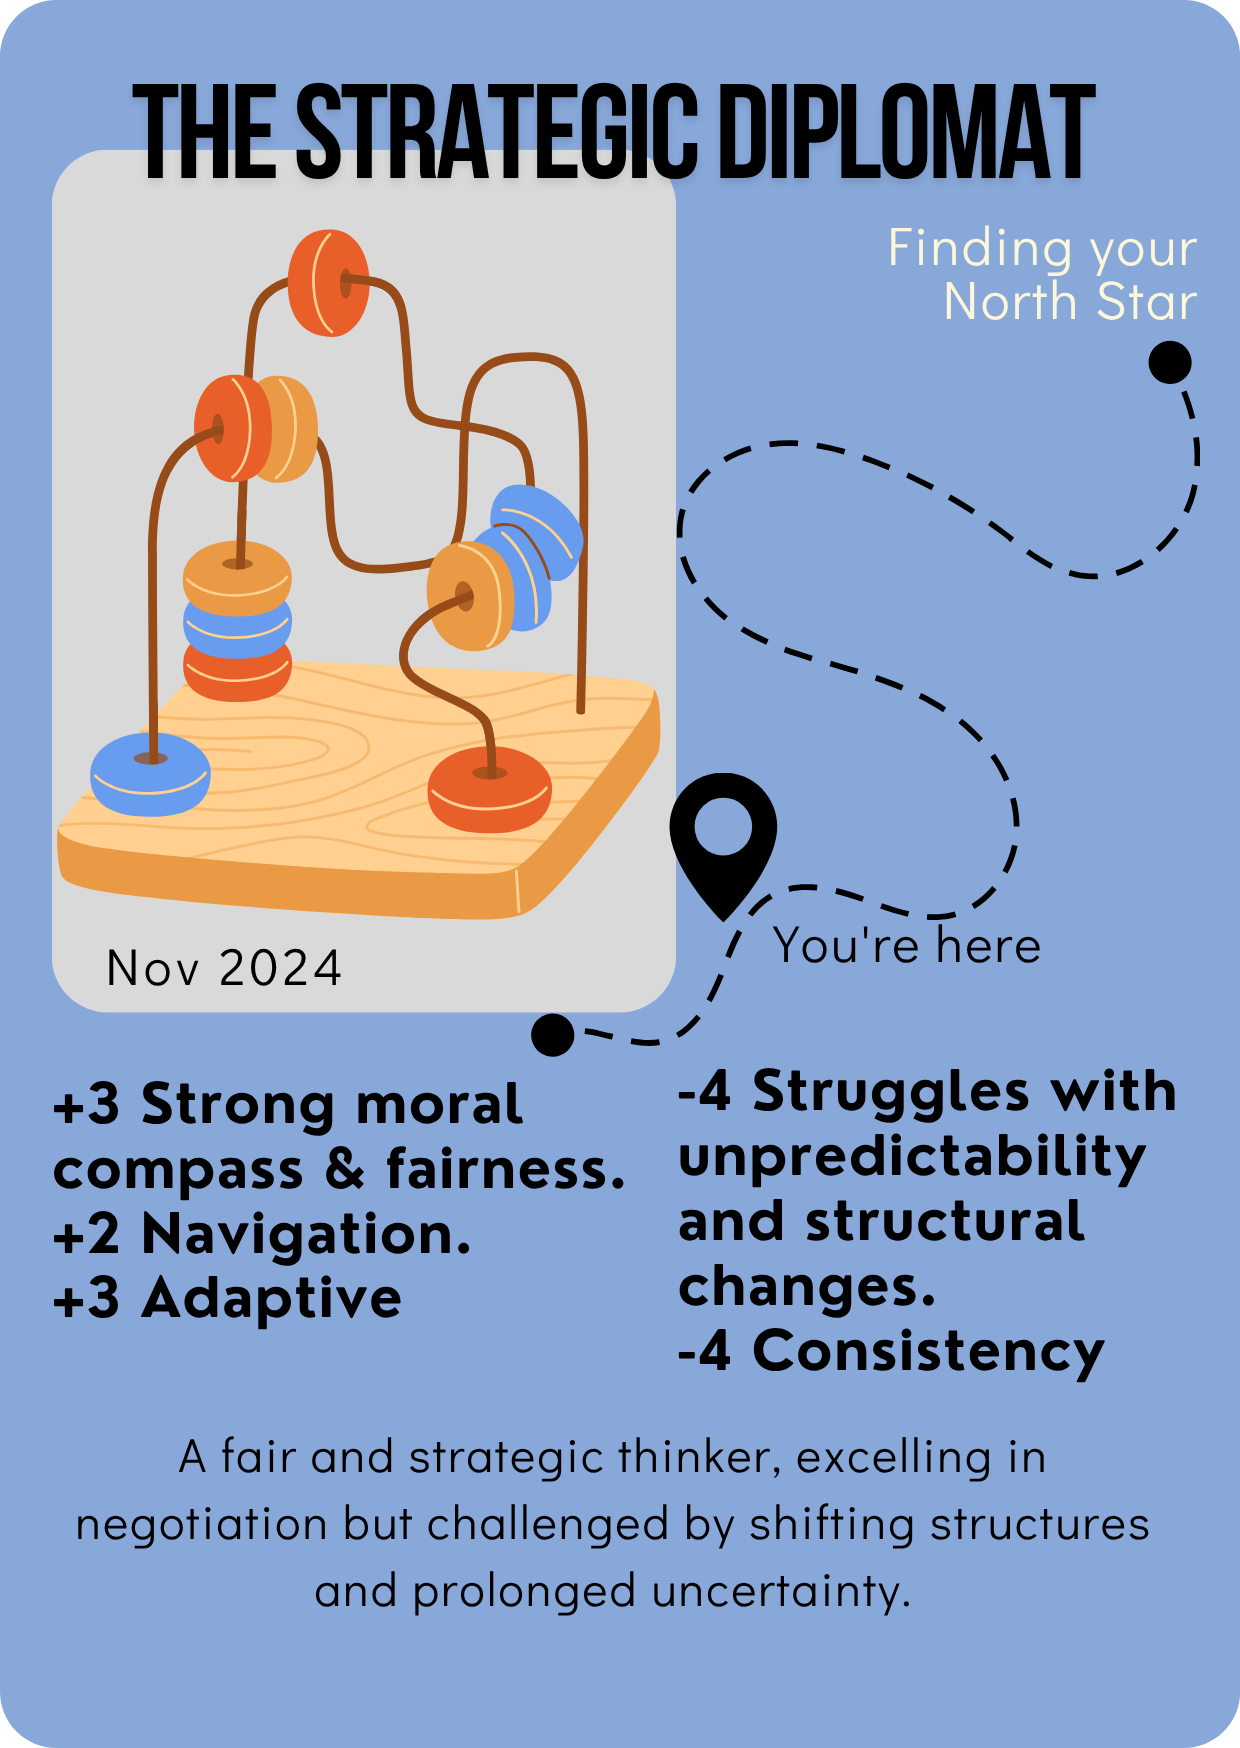 THE STRATEGIC DIPLOMAT
Finding your
North Star
You're here
Nov 2024
+3 Strong moral
compass & fairness.
+2 Navigation.
+3 Adaptive
-4 Struggles with
unpredictability
and structural
changes.
-4 Consistency
A fair and strategic thinker, excelling in
negotiation but challenged by shifting structures
and prolonged uncertainty.